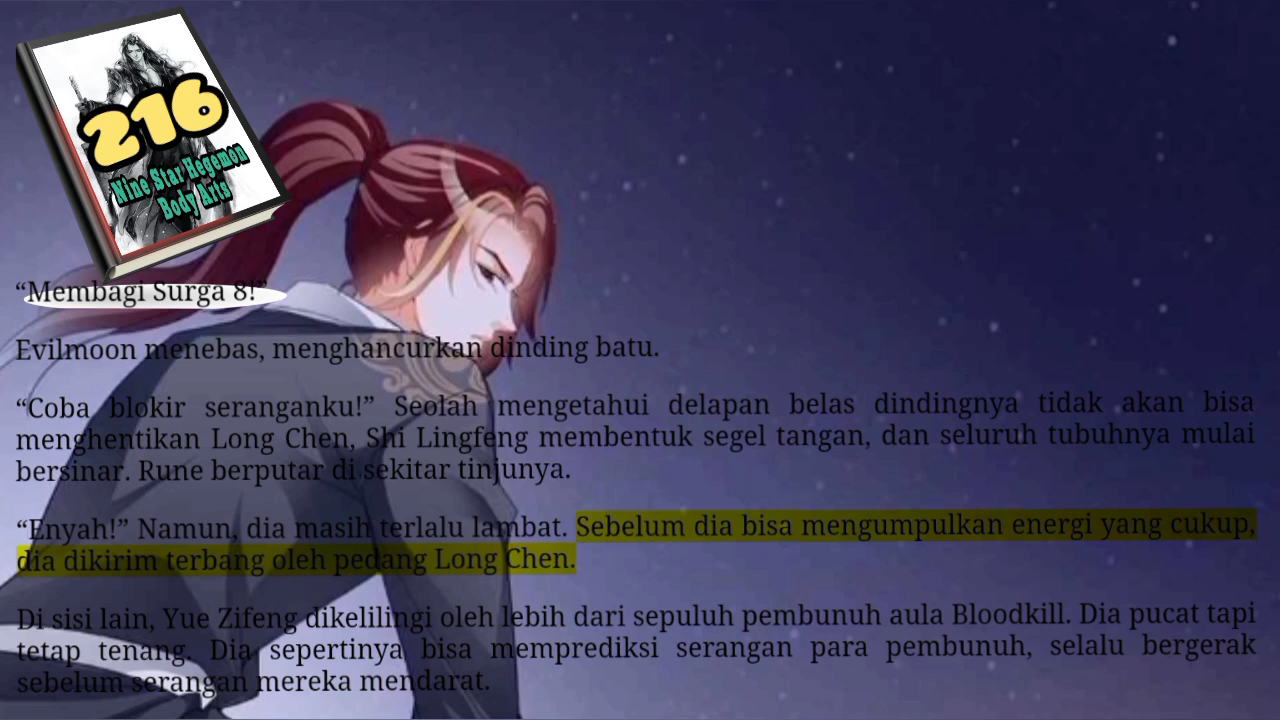 216
Nine Star Hegemon
Body Arts
“Membagi Surga 8!”
Evilmoon menebas, menghancurkan dinding batu.
“Coba blokir seranganku!” Seolah mengetahui delapan belas dindingnya tidak akan bisa
menghentikan Long Chen, Shi Lingfeng membentuk segel tangan, dan seluruh tubuhnya mulai
bersinar. Rune berputar di sekitar tinjunya.
“Enyah!” Namun, dia masih terlalu lambat. Sebelum dia bisa mengumpulkan energi yang cukup,
dia dikirim terbang oleh pedang Long Chen.
Di sisi lain, Yue Zifeng dikelilingi oleh lebih dari sepuluh pembunuh aula Bloodkill. Dia pucat tapi
tetap tenang. Dia sepertinya bisa memprediksi serangan para pembunuh, selalu bergerak
sebelum serangan mereka mendarat.